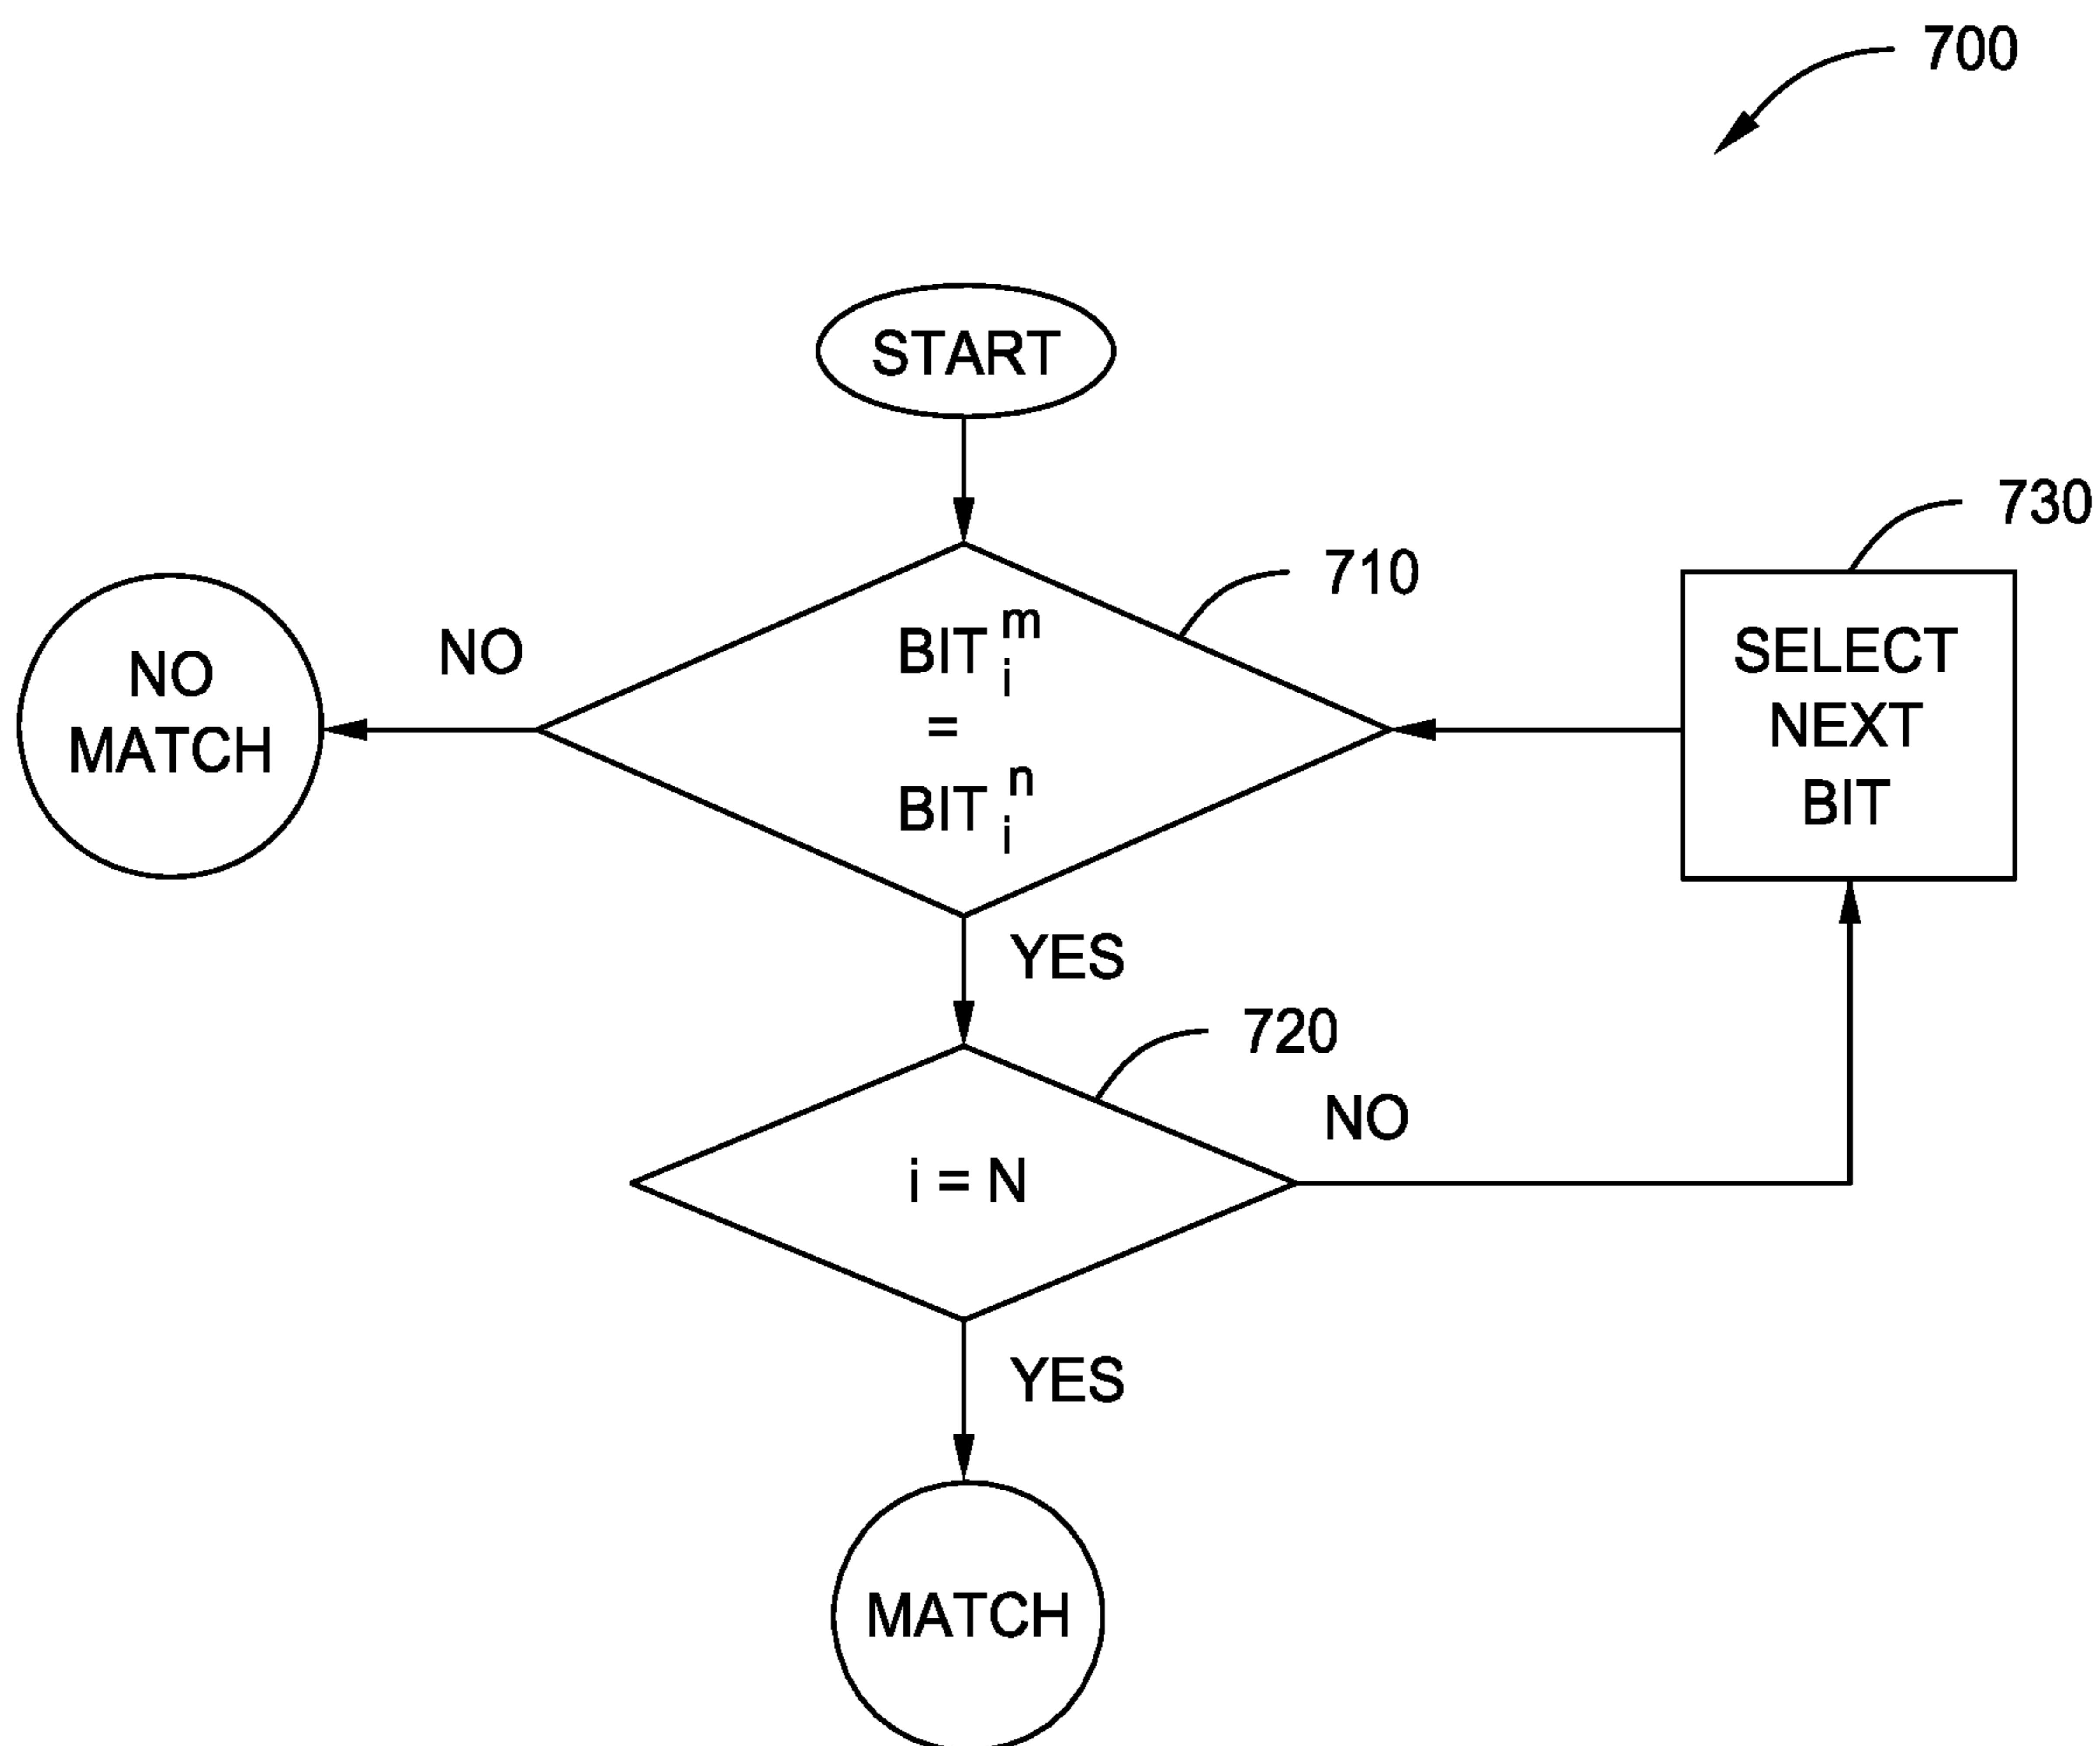 700
START
730
710
NO
MATCH
NO
BIT m i
=
BIT n i
SELECT
NEXT
BIT
YES
720
NO
i = N
YES
MATCH